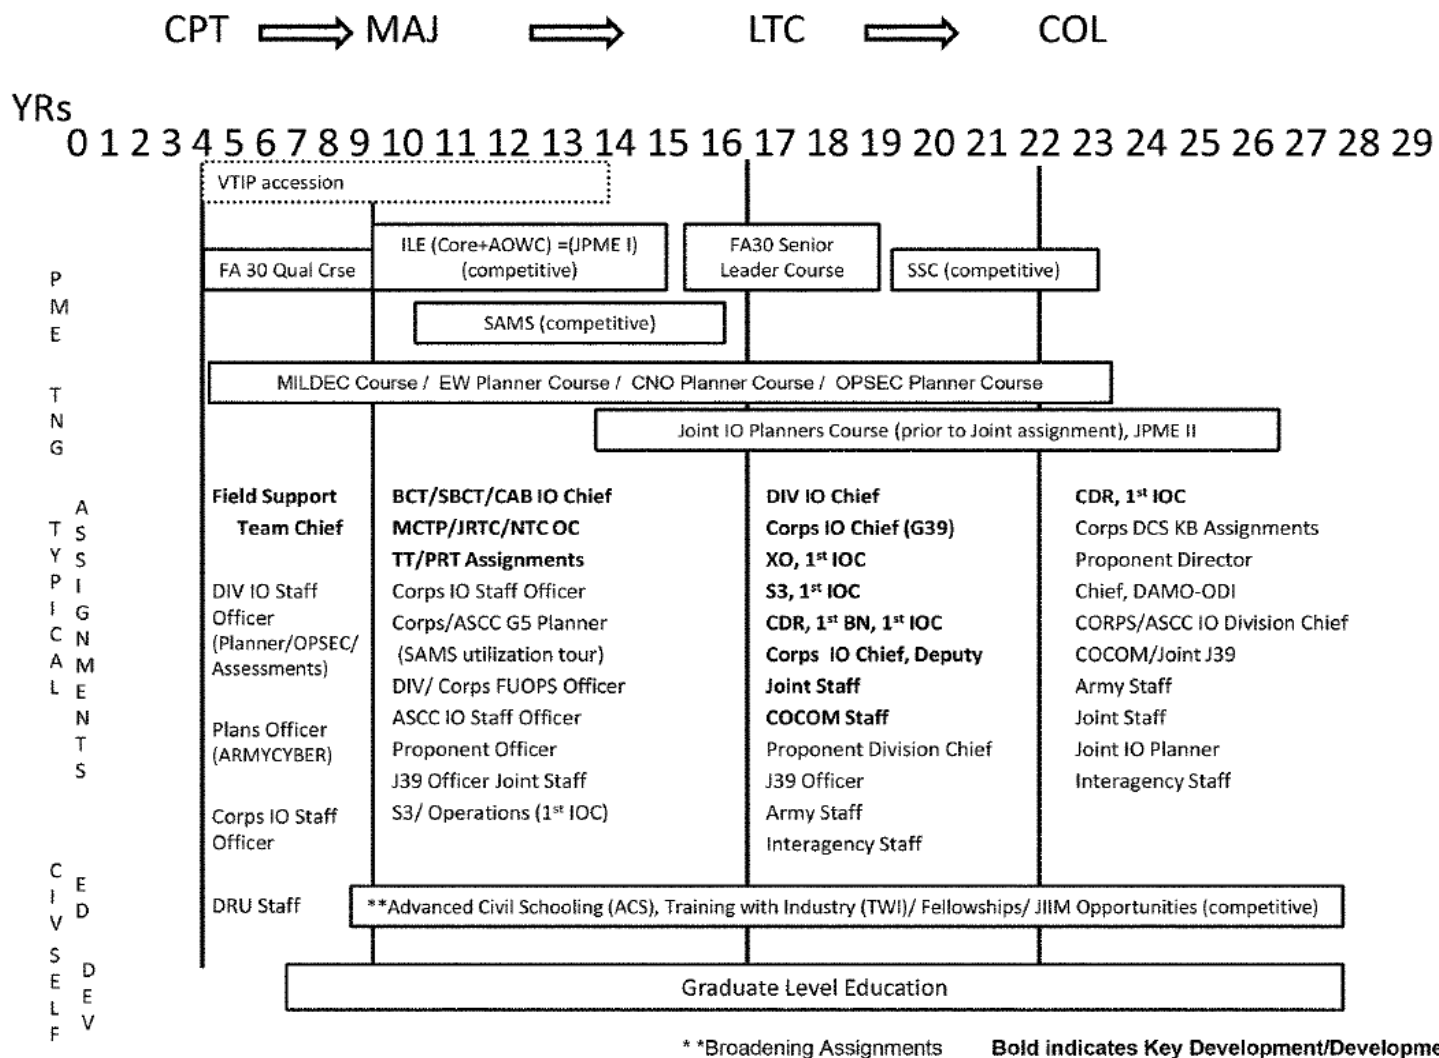 CPT MAJ LTC COL
YRs
0 1 2 3 4 5 6 7 8 9 10 11 12 13 14 15 16 17 18 19 20 21 22 23 24 25 26 27 28 29
VTIP accession
PME
TNG
FA 30 Qual Crse
ILE (Core+AOWC) =(JPME I)
(competitive)
FA30 Senior
Leader Course
SSC (competitive)
SAMS (competitive)
MILDEC Course / EW Planner Course / CNO Planner Course / OPSEC Planner Course
Joint IO Planners Course (prior to Joint assignment), JPME II
TYPICAL
ASSIGNMENTS
Field Support
Team Chief
DIV IO Staff
Officer
(Planner/OPSEC/
Assessments)
Plans Officer
(ARMYCYBER)
Corps IO Staff
Officer
DRU Staff
BCT/SBCT/CAB IO Chief
MCTP/JRTC/NTC OC
TT/PRT Assignments
Corps IO Staff Officer
Corps/ASCC G5 Planner
(SAMS utilization tour)
DIV/ Corps FUOPS Officer
ASCC IO Staff Officer
Proponent Officer
J39 Officer Joint Staff
S3/ Operations (1st IOC)
DIV IO Chief
Corps IO Chief (G39)
XO, 1st IOC
S3, 1st IOC
CDR, 1st BN, 1st IOC
Corps IO Chief, Deputy
Joint Staff
COCOM Staff
Proponent Division Chief
J39 Officer
Army Staff
Interagency Staff
CDR, 1st IOC
Corps DCS KB Assignments
Proponent Director
Chief, DAMO-ODI
CORPS/ASCC IO Division Chief
COCOM/Joint J39
Army Staff
Joint Staff
Joint IO Planner
Interagency Staff
CIV
ED
**Advanced Civil Schooling (ACS), Training with Industry (TWI)/ Fellowships/ JIIM Opportunities (competitive)
SELF
DEV
Graduate Level Education
* *Broadening Assignments Bold indicates Key Development/Developme